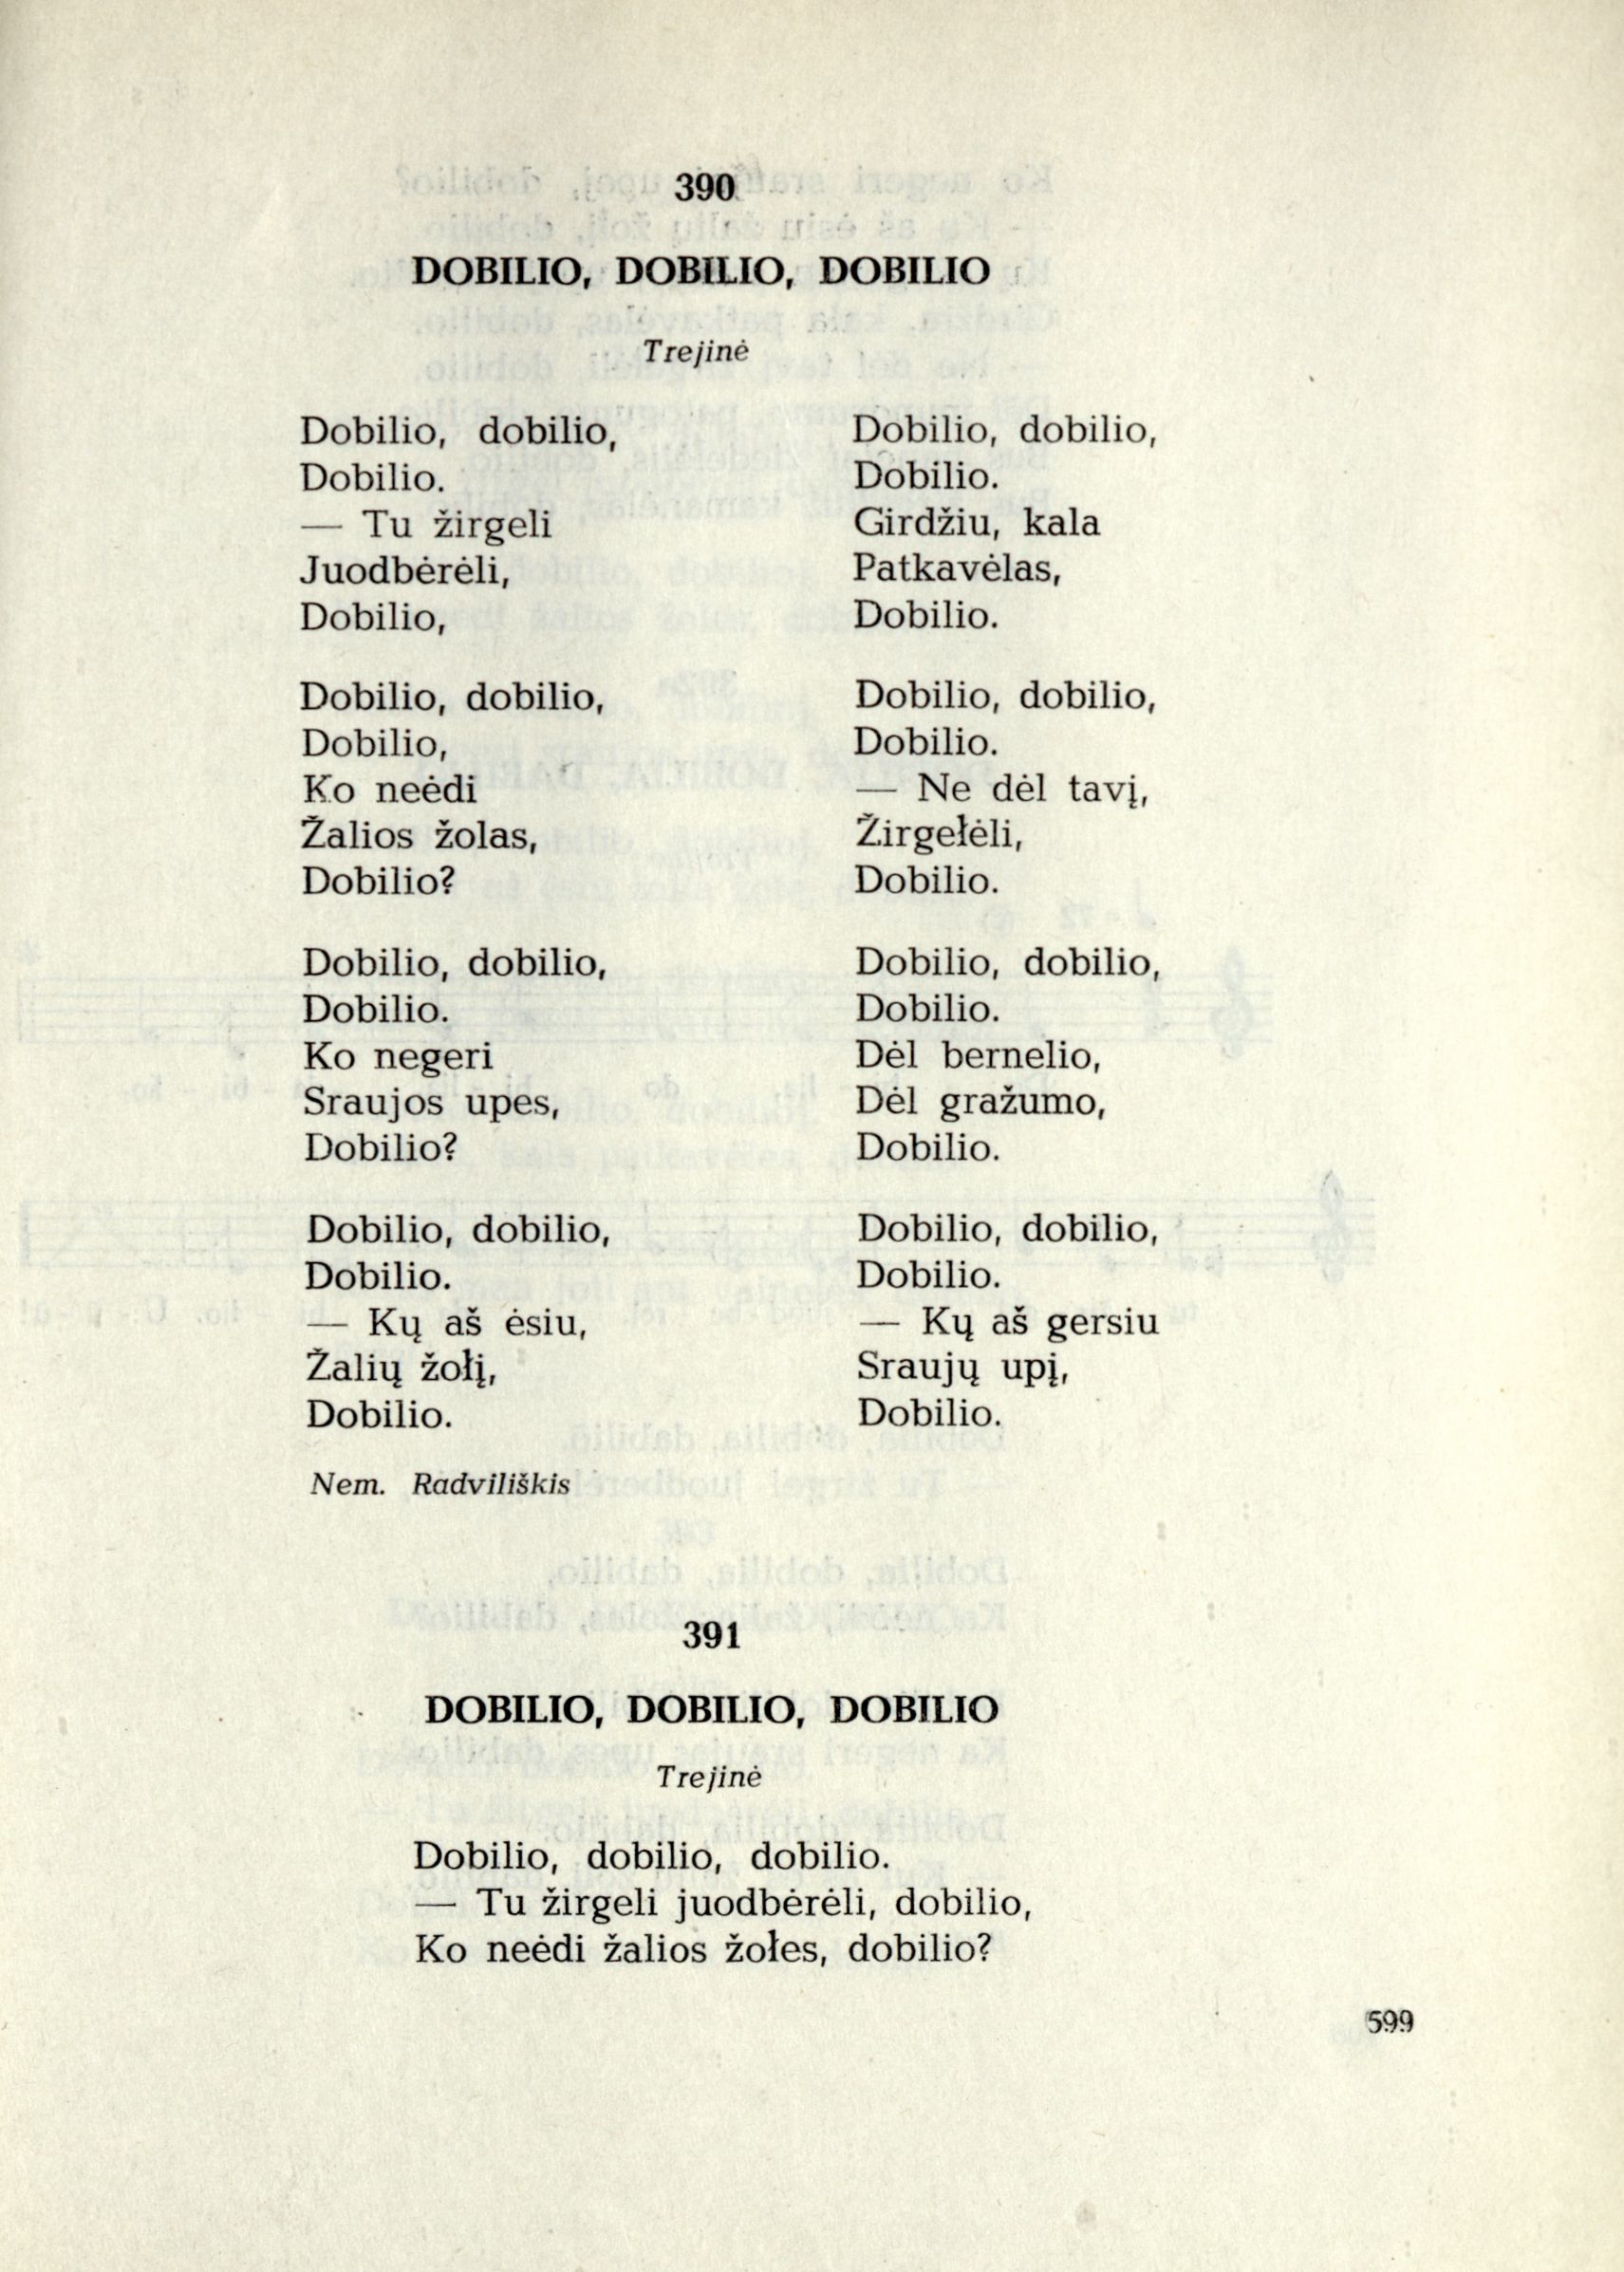 390
DOBILIO, DOBILIO, DOBILIO
Trejinė
Dobilio, dobilio,
Dobilio.
— Tu žirgeli
Juodbėrėli,
Dobilio,
Dobilio, dobilio,
Dobilio,
Ko neėdi
Žalios žolas,
Dobilio?
Dobilio, dobilio,
Dobilio.
Ko negeri
Sraujos upes,
Dobilio?
Dobilio, dobilio,
Dobilio.
— Kų aš ėsiu,
Žalių žołį,
Dobilio.
Dobilio, dobilio,
Dobilio.
Girdžiu, kala
Patkavėlas,
Dobilio.
Dobilio, dobilio,
Dobilio.
— Ne dėl tavį,
Žirgełėli,
Dobilio.
Dobilio, dobilio,
Dobilio.
Dėl bernelio,
Dėl gražumo,
Dobilio.
Dobilio, dobilio,
Dobilio.
— Kų aš gersiu
Sraujų upį,
Dobilio.
Nem. Radviliškis
391
DOBILIO, DOBILIO, DOBILIO
Trejinė
Dobilio, dobilio, dobilio.
— Tu žirgeli juodbėrėli, dobilio,
Ko neėdi žalios žołes, dobilio?
599